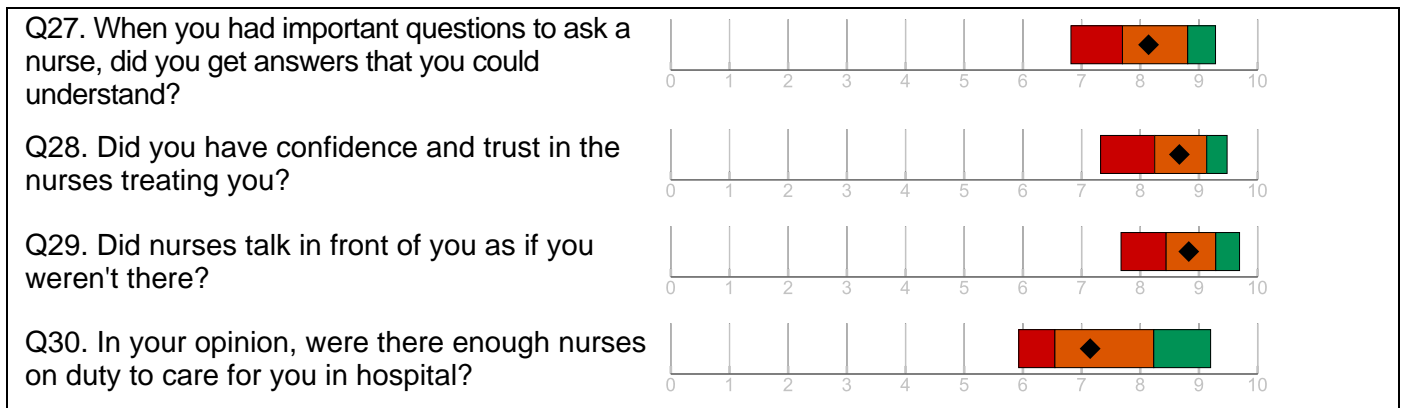 Q27. When you had important questions to ask a
nurse, did you get answers that you could
understand?
0 1 2 3 4 5 6 7 8 9 10
Q28. Did you have confidence and trust in the
nurses treating you?
0 1 2 3 4 5 6 7 8 9 10
Q29. Did nurses talk in front of you as if you
weren't there?
0 1 2 3 4 5 6 7 8 9 10
Q30. In your opinion, were there enough nurses
on duty to care for you in hospital?
0 1 2 3 4 5 6 7 8 9 10